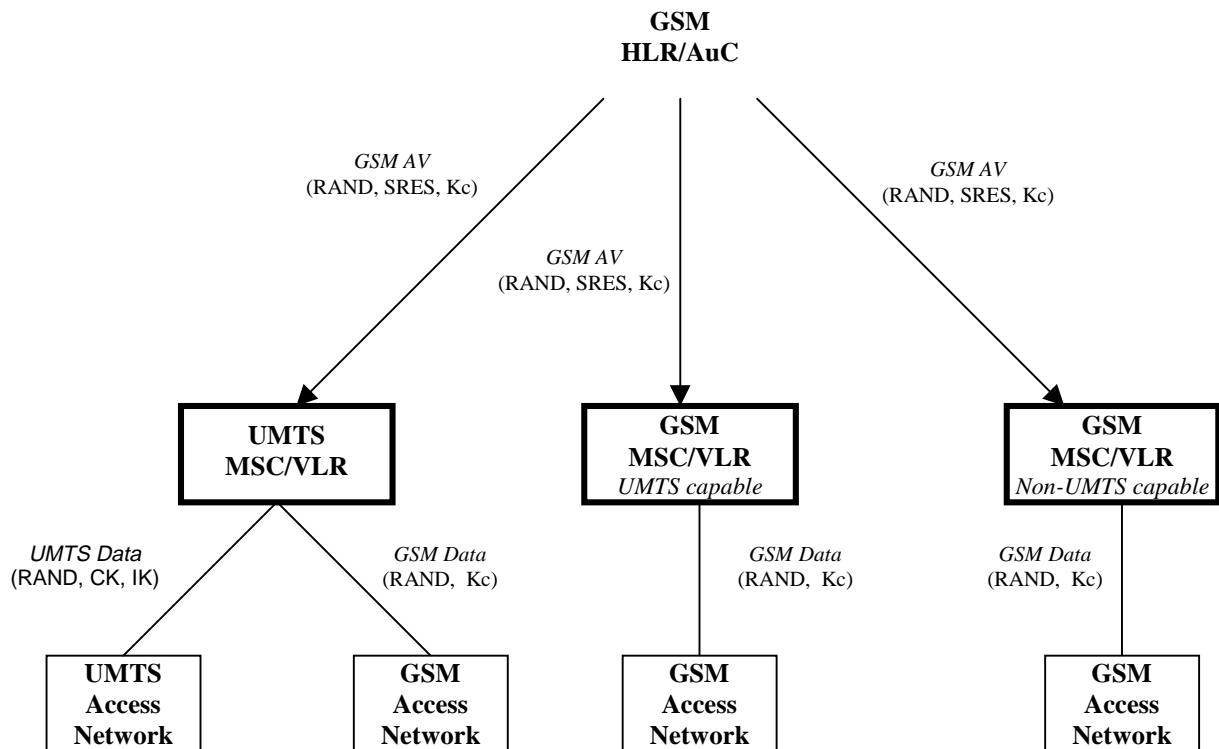 GSM
HLR/AuC
GSM AV
(RAND, SRES, Kc)
GSM AV
(RAND, SRES, Kc)
GSM AV
(RAND, SRES, Kc)
UMTS
MSC/VLR
GSM
MSC/VLR
UMTS capable
GSM
MSC/VLR
Non-UMTS capable
UMTS Data
(RAND, CK, IK)
GSM Data
(RAND, Kc)
GSM Data
(RAND, Kc)
GSM Data
(RAND, Kc)
UMTS
Access
Network
GSM
Access
Network
GSM
Access
Network
GSM
Access
Network